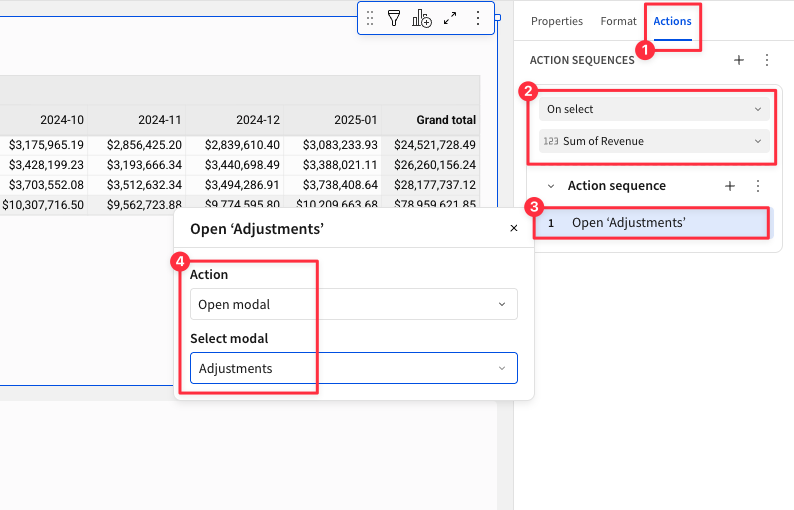 Properties Format Actions
1
ACTION SEQUENCES
2
On select
123 Sum of Revenue
Action sequence
3
1 Open ‘Adjustments’
2024-10 2024-11 2024-12 2025-01 Grand total
$3,175,965.19 $2,856,425.20 $2,839,610.40 $3,083,233.93 $24,521,728.49
$3,428,199.23 $3,193,666.34 $3,440,698.49 $3,388,021.11 $26,260,156.24
$3,703,552.08 $3,512,632.34 $3,494,286.91 $3,738,408.64 $28,177,737.12
$10,307,716.50 $9,562,723.88 $9,774,595.80 $10,209,663.68 $78,959,621.85
Open ‘Adjustments’
4
Action
Open modal
Select modal
Adjustments